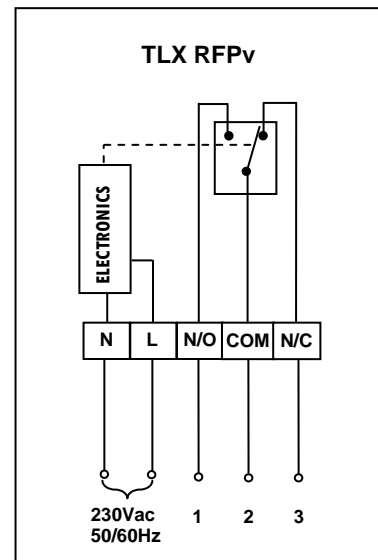 TLX RFPv
ELECTRONICS
N L N/O COM N/C
230Vac 1 2 3
50/60Hz